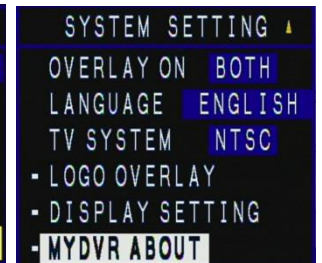 SYSTEM SETTING
OVERLAY ON BOTH
LANGUAGE ENGLISH
TV SYSTEM NTSC
- LOGO OVERLAY
- DISPLAY SETTING
- MYDVR ABOUT